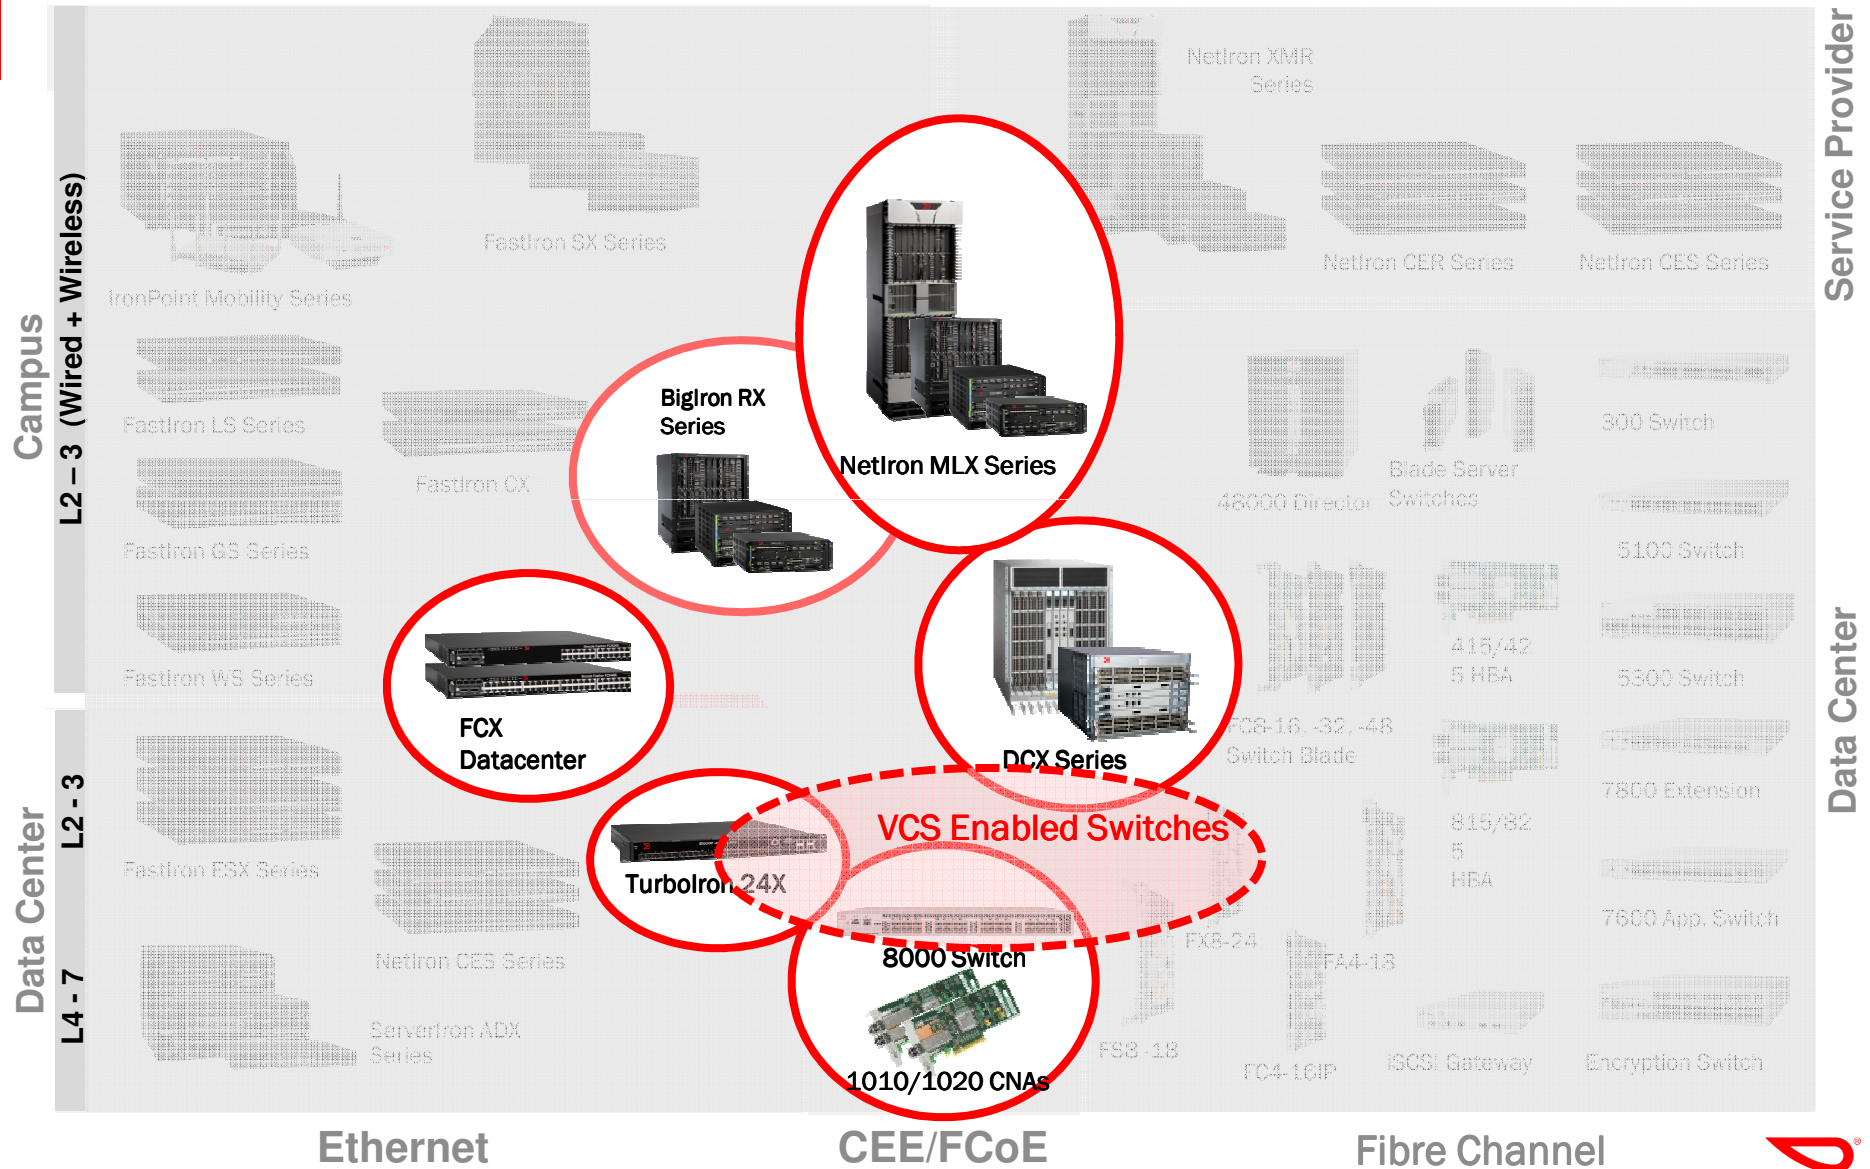 Service Provider
NetIron XMR
Series
IronPoint Mobility Series
FastIron SX Series
NetIron CER Series
NetIron CES Series
Campus
L2 – 3 (Wired + Wireless)
FastIron LS Series
FastIron CX
FastIron GS Series
FastIron WS Series
BigIron RX
Series
NetIron MLX Series
48000 Director
Blade Server
Switches
300 Switch
5100 Switch
415/42
5 HBA
5300 Switch
FCX
Datacenter
DCX Series
FC8-16, -32, -48
Switch Blade
7800 Extension
Data Center
Data Center
L2 - 3
L4 - 7
FastIron ESX Series
NetIron CES Series
ServerIron ADX
Series
TurboIron 24X
VCS Enabled Switches
8000 Switch
1010/1020 CNAs
815/82
5
HBA
7600 App. Switch
FX8-24
FA4-18
FS8 -18
FC4-16IP
iSCSI Gateway
Encryption Switch
Ethernet
CEE/FCoE
Fibre Channel
®